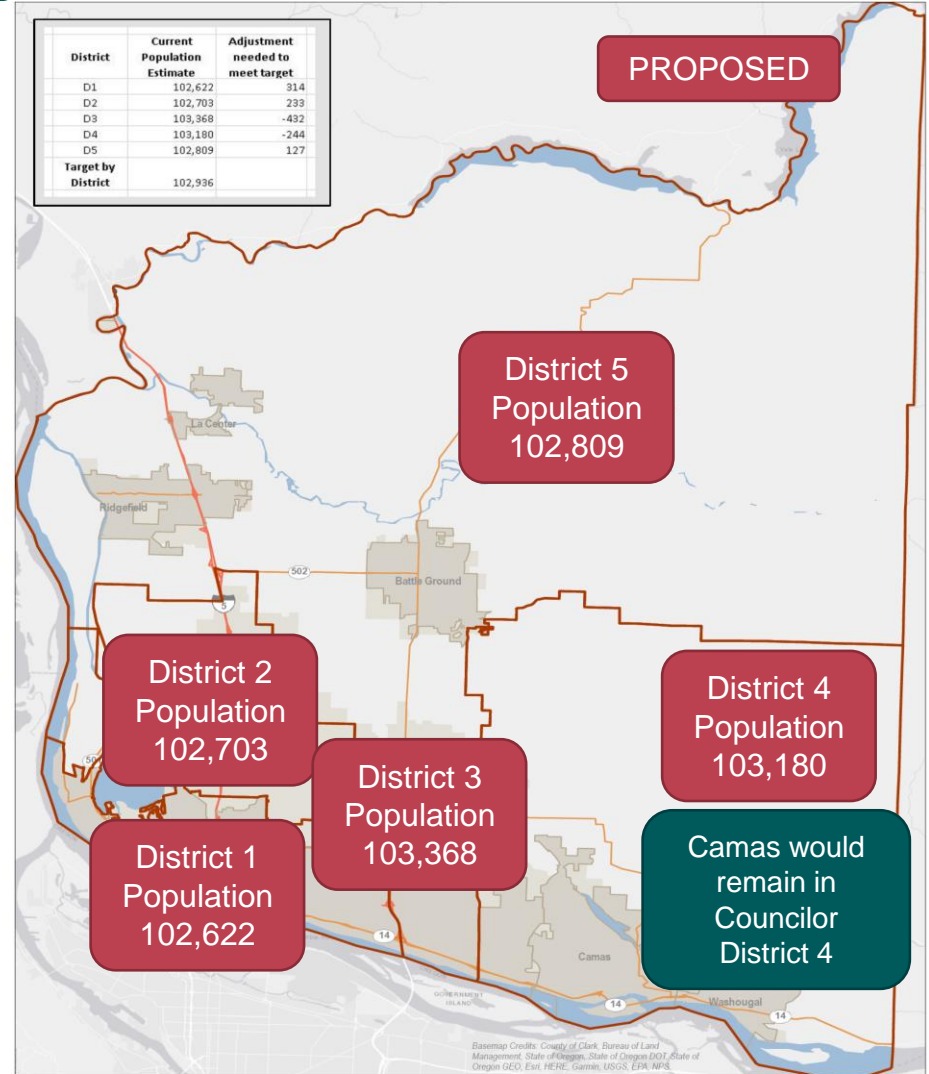 District Current Population Estimate Adjustment needed to meet target
D1 102,622 314
D2 102,703 233
D3 103,368 -432
D4 103,180 -244
D5 102,809 127
Target by District 102,936
PROPOSED
District 5
Population
102,809
La Center
Ridgefield
502
Battle Ground
5
District 2
Population
102,703
District 4
Population
103,180
District 3
Population
103,368
District 1
Population
102,622
Camas would
remain in
Councilor
District 4
14
Camas
GOVERNMENT
ISLAND
14
Washougal
14
Basemap Credits: County of Clark, Bureau of Land
Management, State of Oregon, State of Oregon DOT, State of
Oregon GEO, Esri, HERE, Garmin, USGS, EPA, NPS